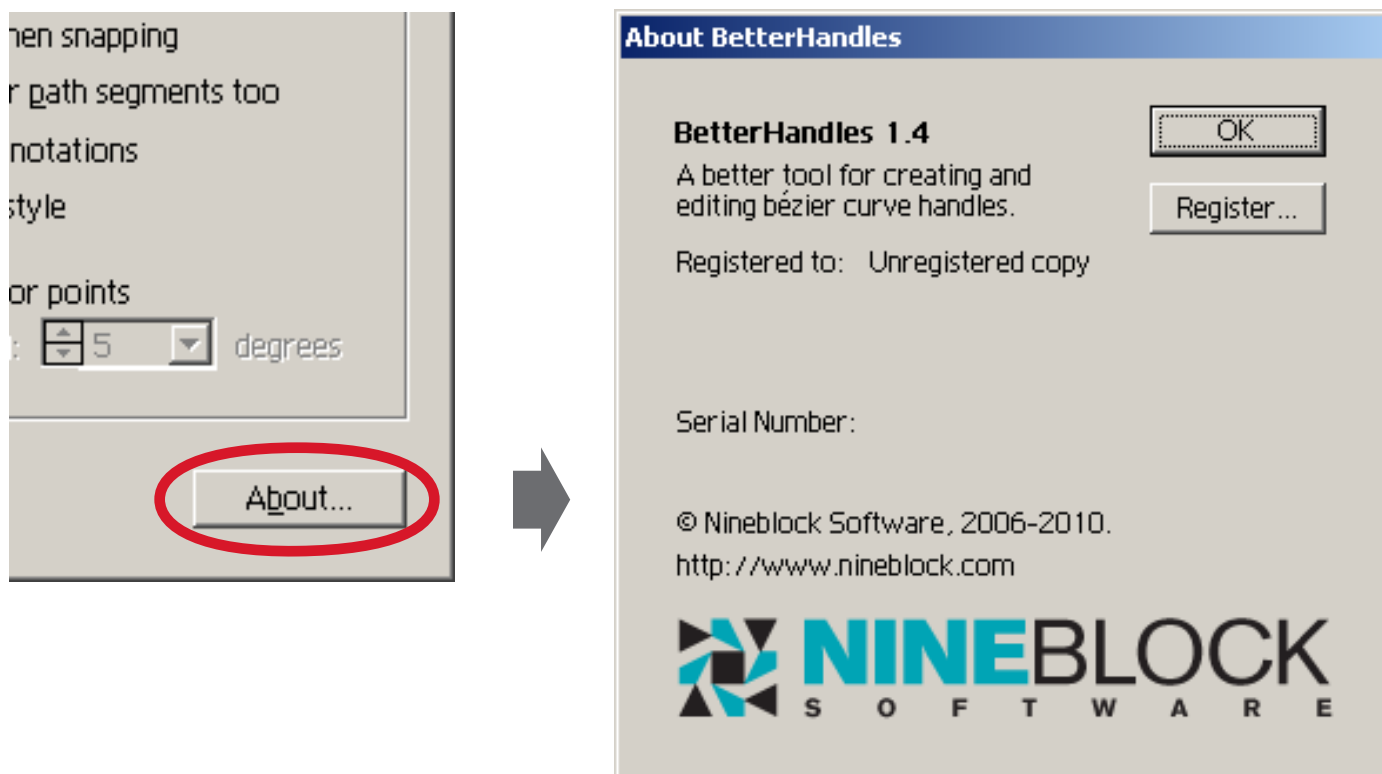 hen snapping
r path segments too
notations
style
or points
: 5 degrees
About...
About BetterHandles
BetterHandles 1.4
OK
A better tool for creating and
editing bézier curve handles.
Register...
Registered to: Unregistered copy
Serial Number:
© Nineblock Software, 2006-2010.
http://www.nineblock.com
NINEBLOCK
SOFTWARE